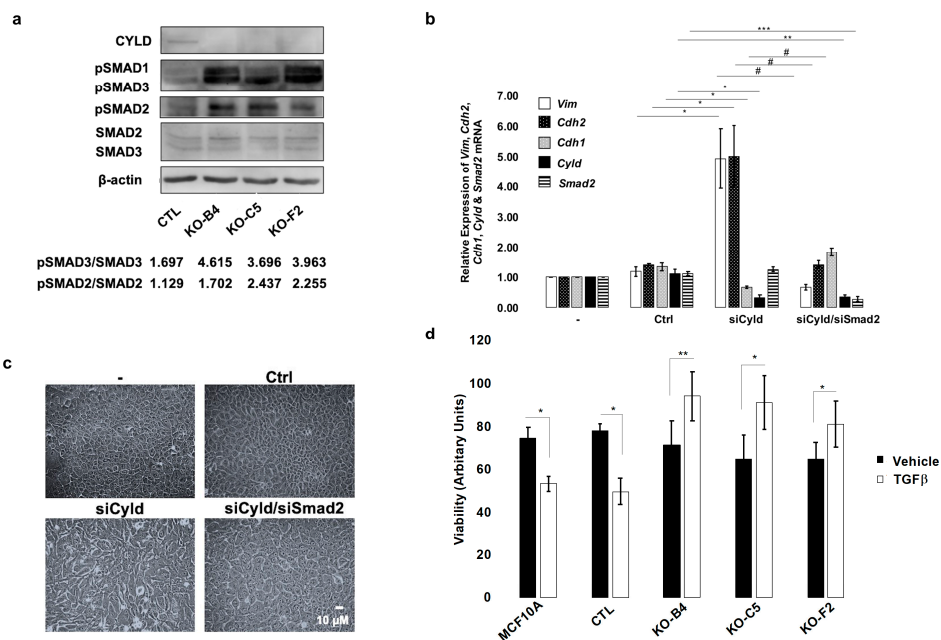 a
CYLD
pSMAD1
pSMAD3
pSMAD2
SMAD2
SMAD3
β-actin
CTL KO-B4 KO-C5 KO-F2
pSMAD3/SMAD3 1.697 4.615 3.696 3.963
pSMAD2/SMAD2 1.129 1.702 2.437 2.255
b
***
**
#
#
#
*
*
*
*
Relative Expression of Vim, Cdh2,
Cdh1, Cyld & Smad2 mRNA
7.00
6.00
5.00
4.00
3.00
2.00
1.00
0.00
Vim
Cdh2
Cdh1
Cyld
Smad2
- Ctrl siCyld siCyld/siSmad2
c
- Ctrl
siCyld siCyld/siSmad2
10 µM
d
Viability (Arbitary Units)
120
100
80
60
40
20
0
* * ** * *
MCF10A CTL KO-B4 KO-C5 KO-F2
Vehicle
TGFβ